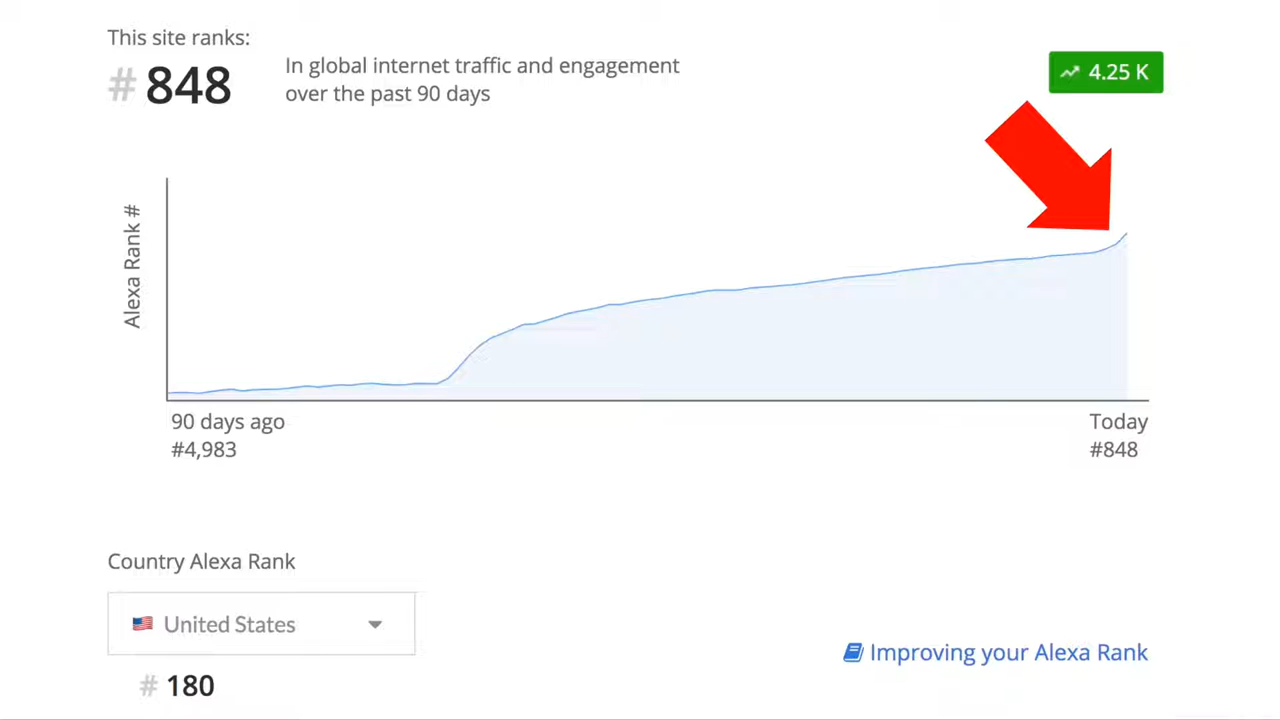 This site ranks:
# 848
In global internet traffic and engagement
over the past 90 days
4.25 K
Alexa Rank #
90 days ago
#4,983
Today
#848
Country Alexa Rank
United States
# 180
Improving your Alexa Rank